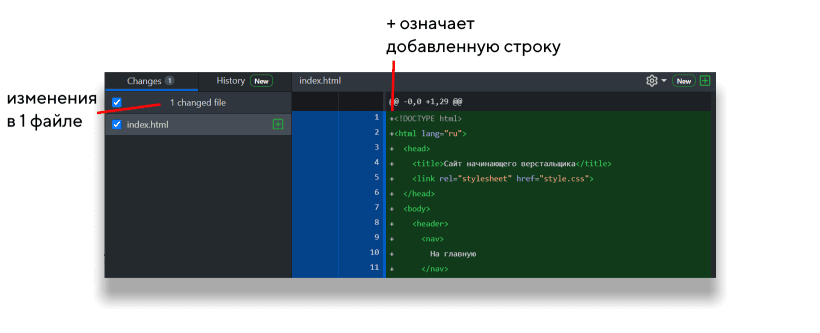 + означает
добавленную строку
изменения
в 1 файле
Changes 1 History New index.html New
1 changed file
index.html
@@ -0,0 +1,29 @@
1 +<!DOCTYPE html>
2 +<html lang="ru">
3 + <head>
4 + <title>Сайт начинающего верстальщика</title>
5 + <link rel="stylesheet" href="style.css">
6 + </head>
7 + <body>
8 + <header>
9 + <nav>
10 + На главную
11 + </nav>